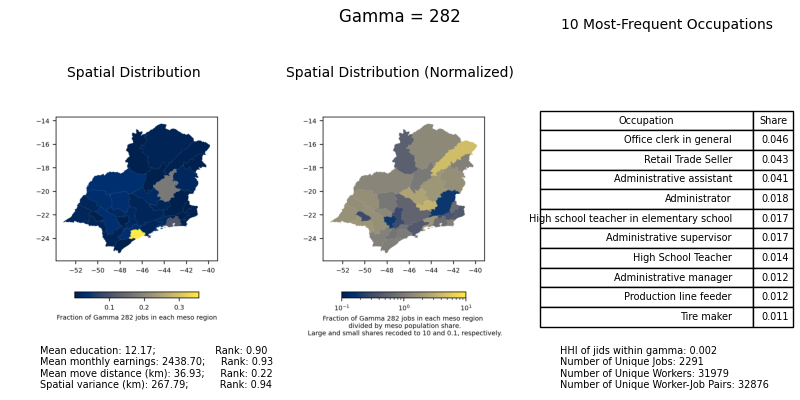 Gamma = 282
10 Most-Frequent Occupations
Spatial Distribution
Spatial Distribution (Normalized)
−14
−16
−18
−20
−22
−24
−52 −50 −48 −46 −44 −42 −40
0.1 0.2 0.3
Fraction of Gamma 282 jobs in each meso region
−14
−16
−18
−20
−22
−24
−52 −50 −48 −46 −44 −42 −40
10⁻¹ 10⁰ 10¹
Fraction of Gamma 282 jobs in each meso region
divided by meso population share.
Large and small shares recoded to 10 and 0.1, respectively.
Occupation Share
Office clerk in general 0.046
Retail Trade Seller 0.043
Administrative assistant 0.041
Administrator 0.018
High school teacher in elementary school 0.017
Administrative supervisor 0.017
High School Teacher 0.014
Administrative manager 0.012
Production line feeder 0.012
Tire maker 0.011
Mean education: 12.17; Rank: 0.90
Mean monthly earnings: 2438.70; Rank: 0.93
Mean move distance (km): 36.93; Rank: 0.22
Spatial variance (km): 267.79; Rank: 0.94
HHI of jids within gamma: 0.002
Number of Unique Jobs: 2291
Number of Unique Workers: 31979
Number of Unique Worker-Job Pairs: 32876